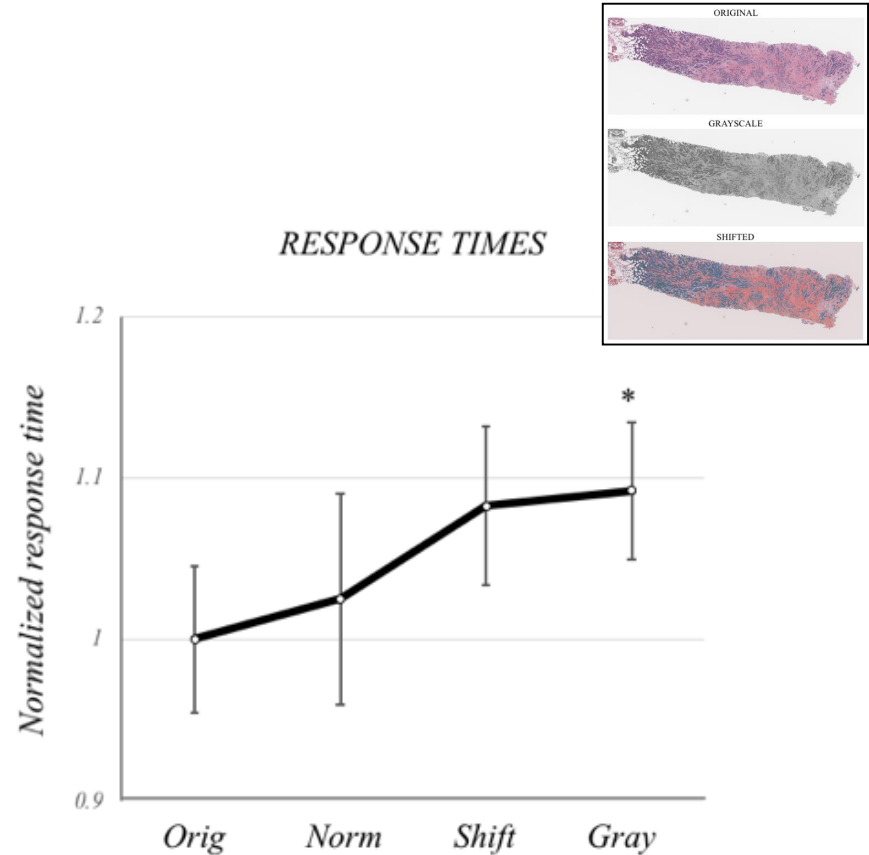 ORIGINAL
GRAYSCALE
SHIFTED
RESPONSE TIMES
Normalized response time
1.2
*
1.1
1
0.9
Orig Norm Shift Gray